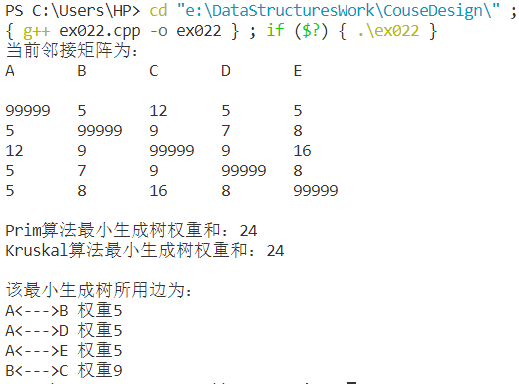 PS C:\Users\HP> cd "e:\DataStructuresWork\CouseDesign\" ;
{ g++ ex022.cpp -o ex022 } ; if ($?) { .\ex022 }
当前邻接矩阵为:
A B C D E
99999 5 12 5 5
5 99999 9 7 8
12 9 99999 9 16
5 7 9 99999 8
5 8 16 8 99999
Prim算法最小生成树权重和: 24
Kruskal算法最小生成树权重和: 24
该最小生成树所用边为:
A<--->B 权重5
A<--->D 权重5
A<--->E 权重5
B<--->C 权重9